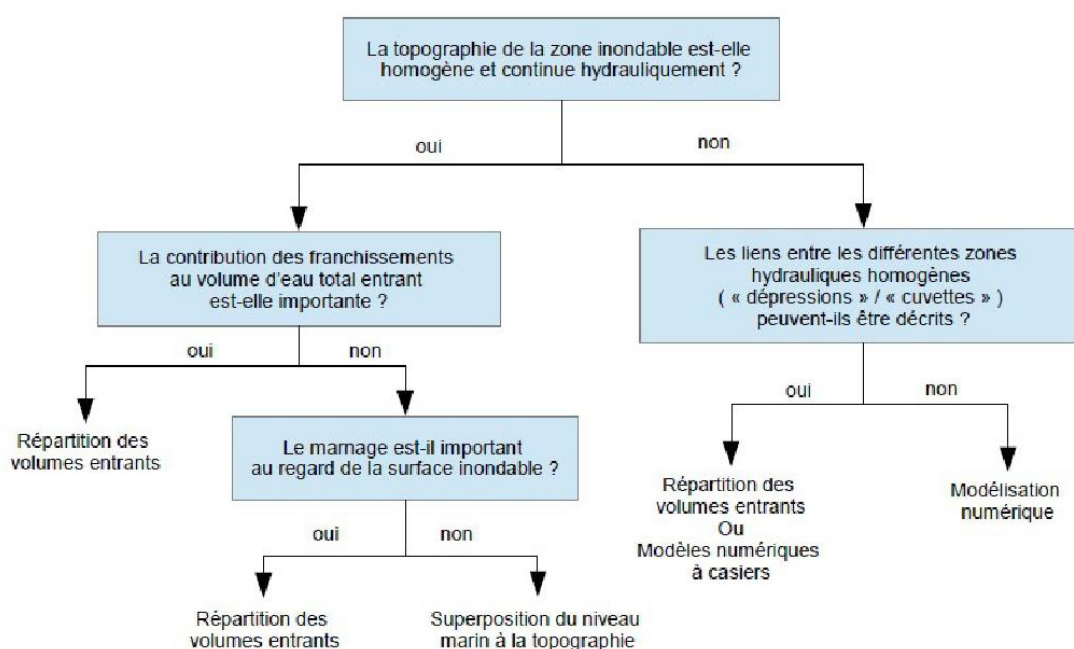 La topographie de la zone inondable est-elle
homogène et continue hydrauliquement ?
oui
non
La contribution des franchissements
au volume d'eau total entrant
est-elle importante ?
Les liens entre les différentes zones
hydrauliques homogènes
( « dépressions » / « cuvettes » )
peuvent-ils être décrits ?
oui
non
oui
non
Répartition des
volumes entrants
Le marnage est-il important
au regard de la surface inondable ?
Répartition des
volumes entrants
Ou
Modèles numériques
à casiers
Modélisation
numérique
oui
non
Répartition des
volumes entrants
Superposition du niveau
marin à la topographie